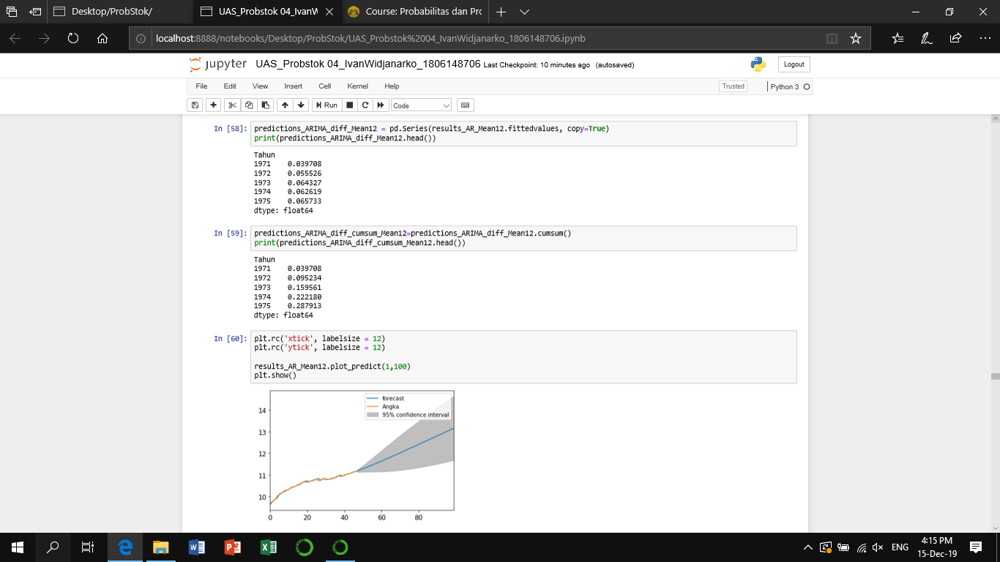 Desktop/ProbStok/
UAS_Probstok 04_IvanW
Course: Probabilitas dan Pro
localhost:8888/notebooks/Desktop/ProbStok/UAS_Probstok%2004_IvanWidjanarko_1806148706.ipynb
jupyter UAS_Probstok 04_IvanWidjanarko_1806148706 Last Checkpoint: 10 minutes ago (autosaved)
Logout
File Edit View Insert Cell Kernel Help
Trusted
Python 3
Run
Code
In [58]: predictions_ARIMA_diff_Mean12 = pd.Series(results_AR_Mean12.fittedvalues, copy=True)
print(predictions_ARIMA_diff_Mean12.head())
Tahun
1971 0.039708
1972 0.055526
1973 0.064327
1974 0.062619
1975 0.065733
dtype: float64
In [59]: predictions_ARIMA_diff_cumsum_Mean12=predictions_ARIMA_diff_Mean12.cumsum()
print(predictions_ARIMA_diff_cumsum_Mean12.head())
Tahun
1971 0.039708
1972 0.095234
1973 0.159561
1974 0.222180
1975 0.287913
dtype: float64
In [60]: plt.rc('xtick', labelsize = 12)
plt.rc('ytick', labelsize = 12)
results_AR_Mean12.plot_predict(1,100)
plt.show()
forecast
Angka
95% confidence interval
14
13
12
11
10
0 20 40 60 80
ENG
4:15 PM
15-Dec-19